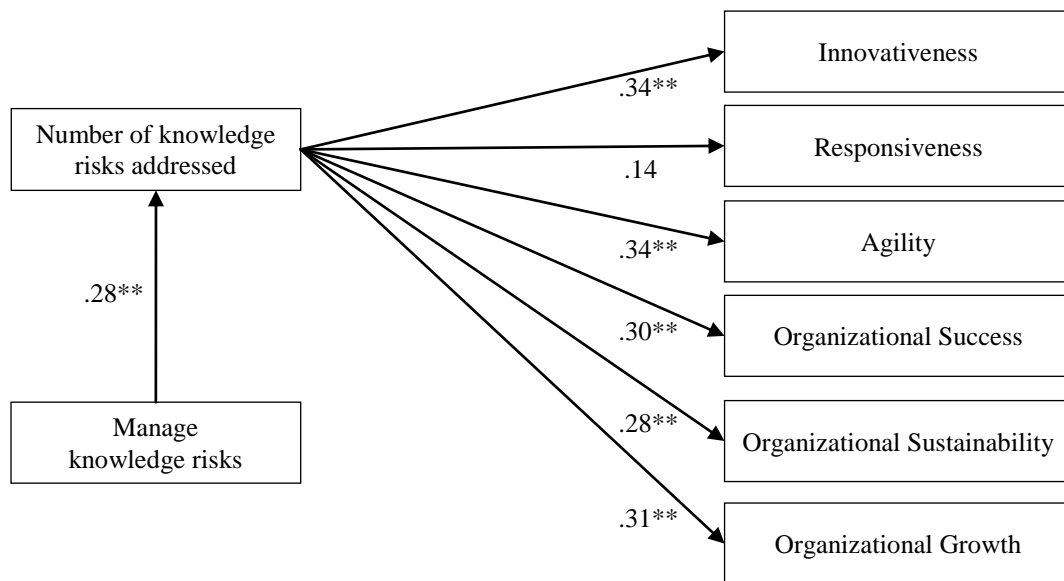 Innovativeness
.34**
Number of knowledge
risks addressed
Responsiveness
.14
Agility
.34**
.28**
Organizational Success
.30**
Manage
knowledge risks
Organizational Sustainability
.28**
Organizational Growth
.31**